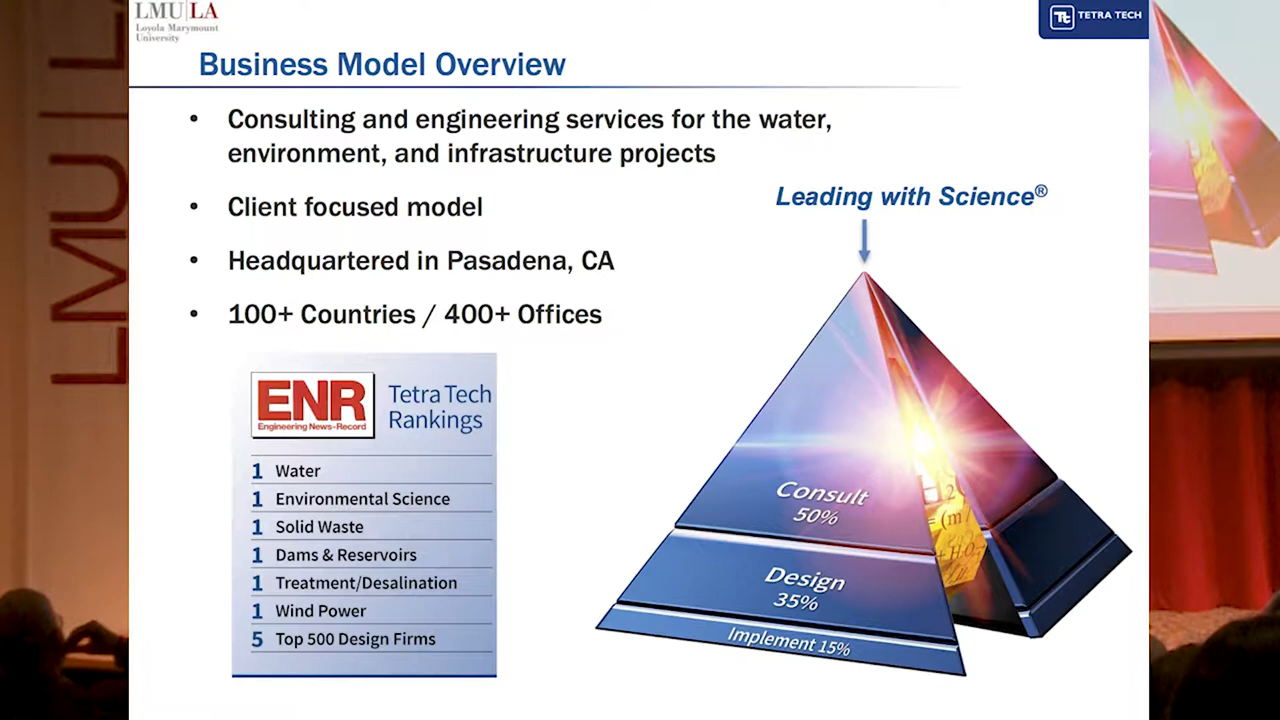 LMU|LA
Loyola Marymount
University
TETRA TECH
Business Model Overview
• Consulting and engineering services for the water,
environment, and infrastructure projects
• Client focused model
• Headquartered in Pasadena, CA
• 100+ Countries / 400+ Offices
Leading with Science®
ENR
Engineering News-Record
Tetra Tech
Rankings
1 Water
1 Environmental Science
1 Solid Waste
1 Dams & Reservoirs
1 Treatment/Desalination
1 Wind Power
5 Top 500 Design Firms
Consult
50%
Design
35%
Implement 15%
LMU|L